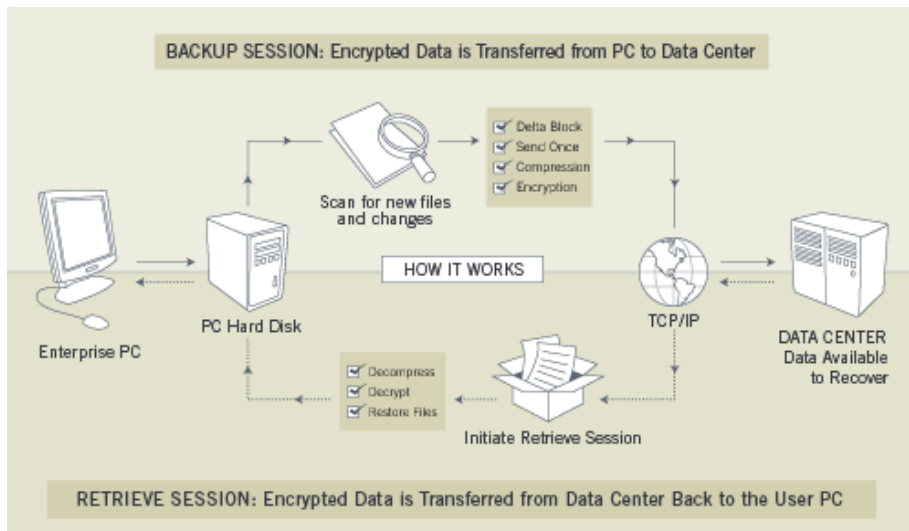 BACKUP SESSION: Encrypted Data is Transferred from PC to Data Center
Delta Block
Send Once
Compression
Encryption
Scan for new files
and changes
HOW IT WORKS
Enterprise PC
PC Hard Disk
TCP/IP
DATA CENTER
Data Available
to Recover
Decompress
Decrypt
Restore Files
Initiate Retrieve Session
RETRIEVE SESSION: Encrypted Data is Transferred from Data Center Back to the User PC